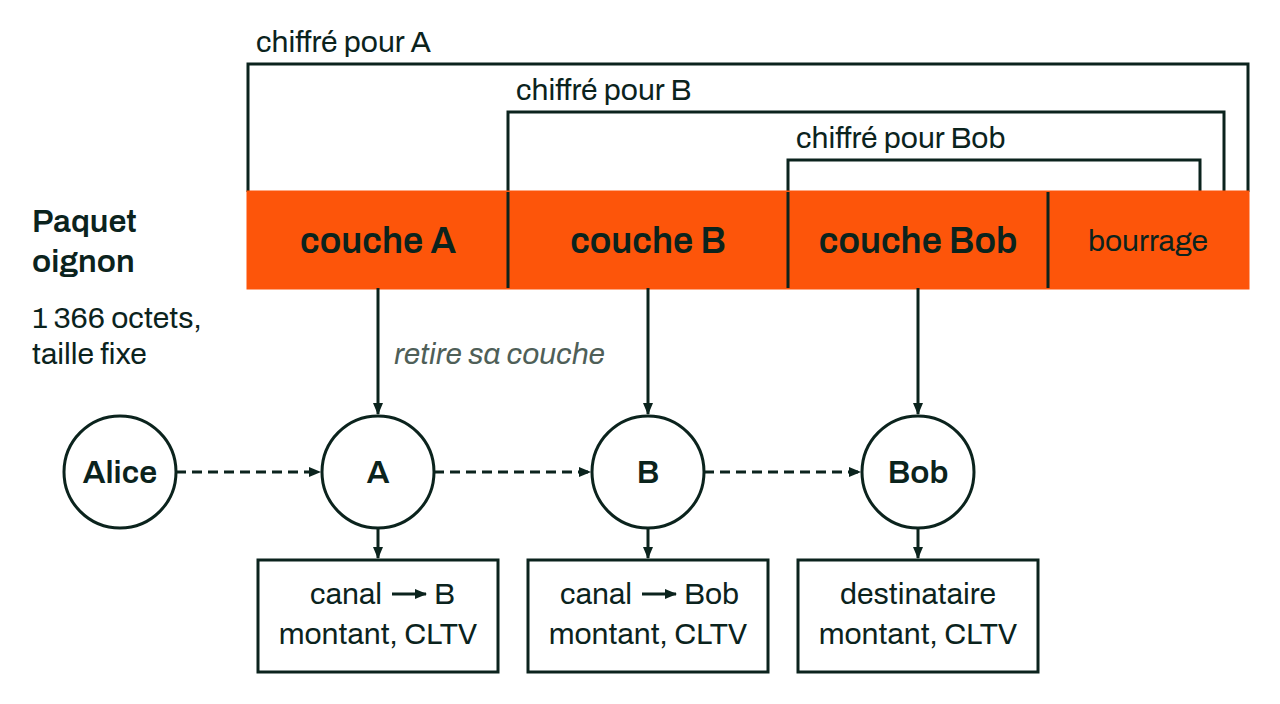 chiffré pour A
chiffré pour B
chiffré pour Bob
Paquet
oignon
1 366 octets,
taille fixe
couche A
couche B
couche Bob
bourrage
retire sa couche
Alice
A
B
Bob
canal → B
montant, CLTV
canal → Bob
montant, CLTV
destinataire
montant, CLTV